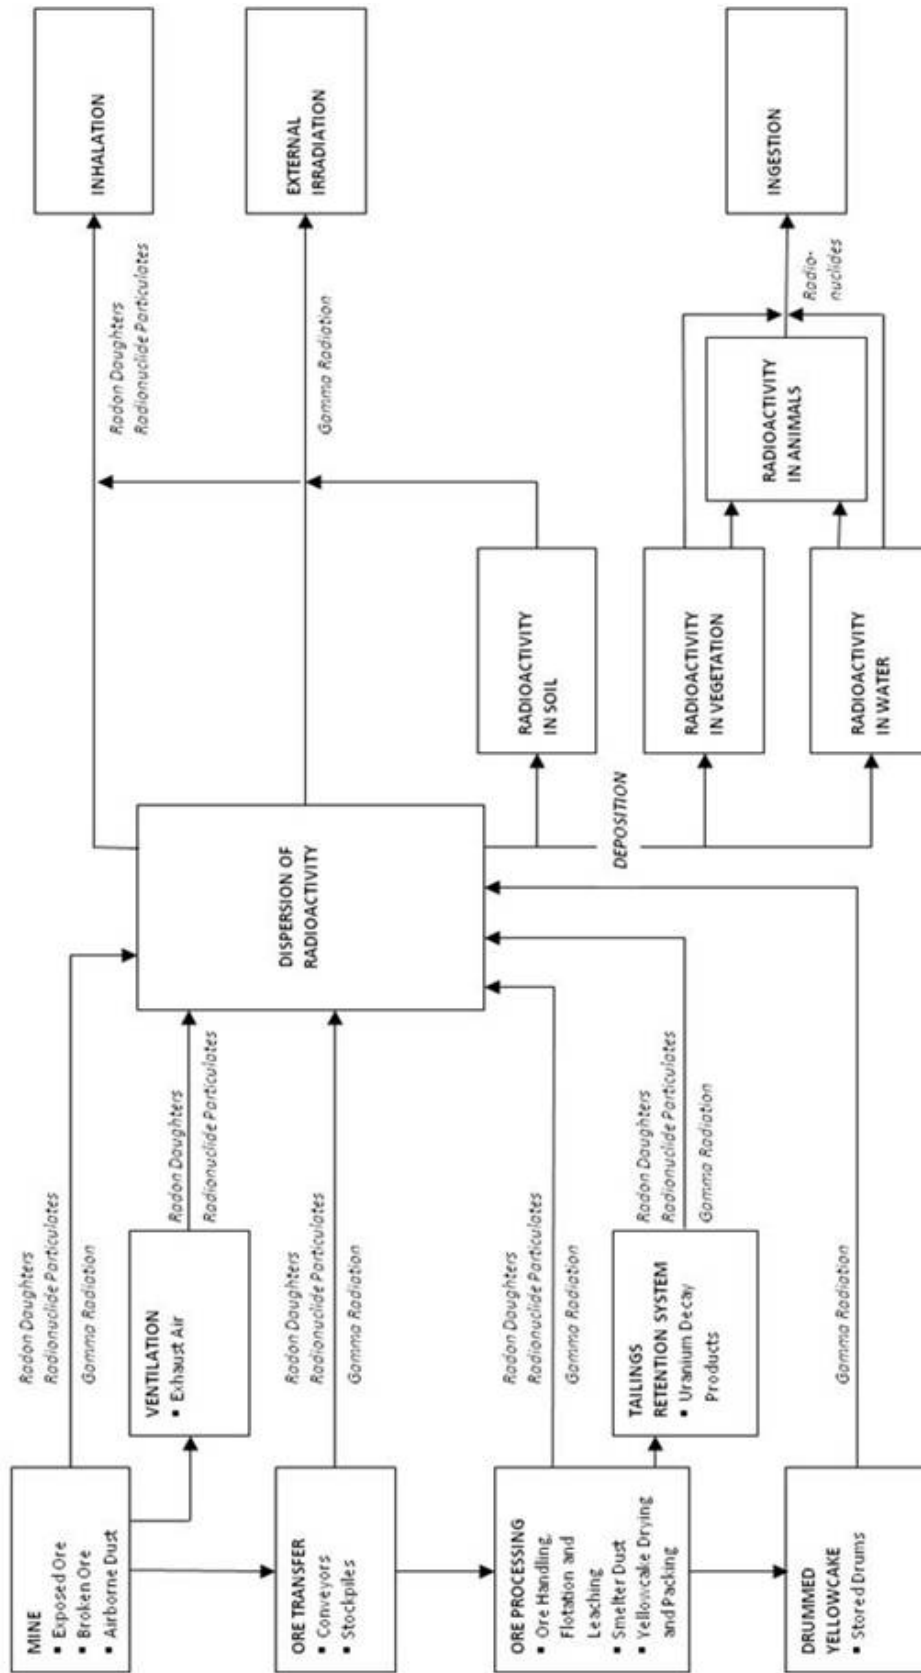 MINE
▪ Exposed Ore
▪ Broken Ore
▪ Airborne Dust
Radon Daughters
Radionuclide Particulates
Gamma Radiation
VENTILATION
▪ Exhaust Air
Radon Daughters
Radionuclide Particulates
ORE TRANSFER
▪ Conveyors
▪ Stockpiles
Radon Daughters
Radionuclide Particulates
Gamma Radiation
ORE PROCESSING
▪ Ore Handling,
Flotation and
Leaching
▪ Smelter Dust
▪ Yellowcake Drying
and Packing
Radon Daughters
Radionuclide Particulates
Gamma Radiation
TAILINGS
RETENTION SYSTEM
▪ Uranium Decay
Products
Radon Daughters
Radionuclide Particulates
Gamma Radiation
DRUMMED
YELLOWCAKE
▪ Stored Drums
Gamma Radiation
DISPERSION OF
RADIOACTIVITY
DEPOSITION
RADIOACTIVITY
IN SOIL
RADIOACTIVITY
IN VEGETATION
RADIOACTIVITY
IN WATER
RADIOACTIVITY
IN ANIMALS
Radon Daughters
Radionuclide Particulates
Gamma Radiation
Radio-
nuclides
INHALATION
EXTERNAL
IRRADIATION
INGESTION